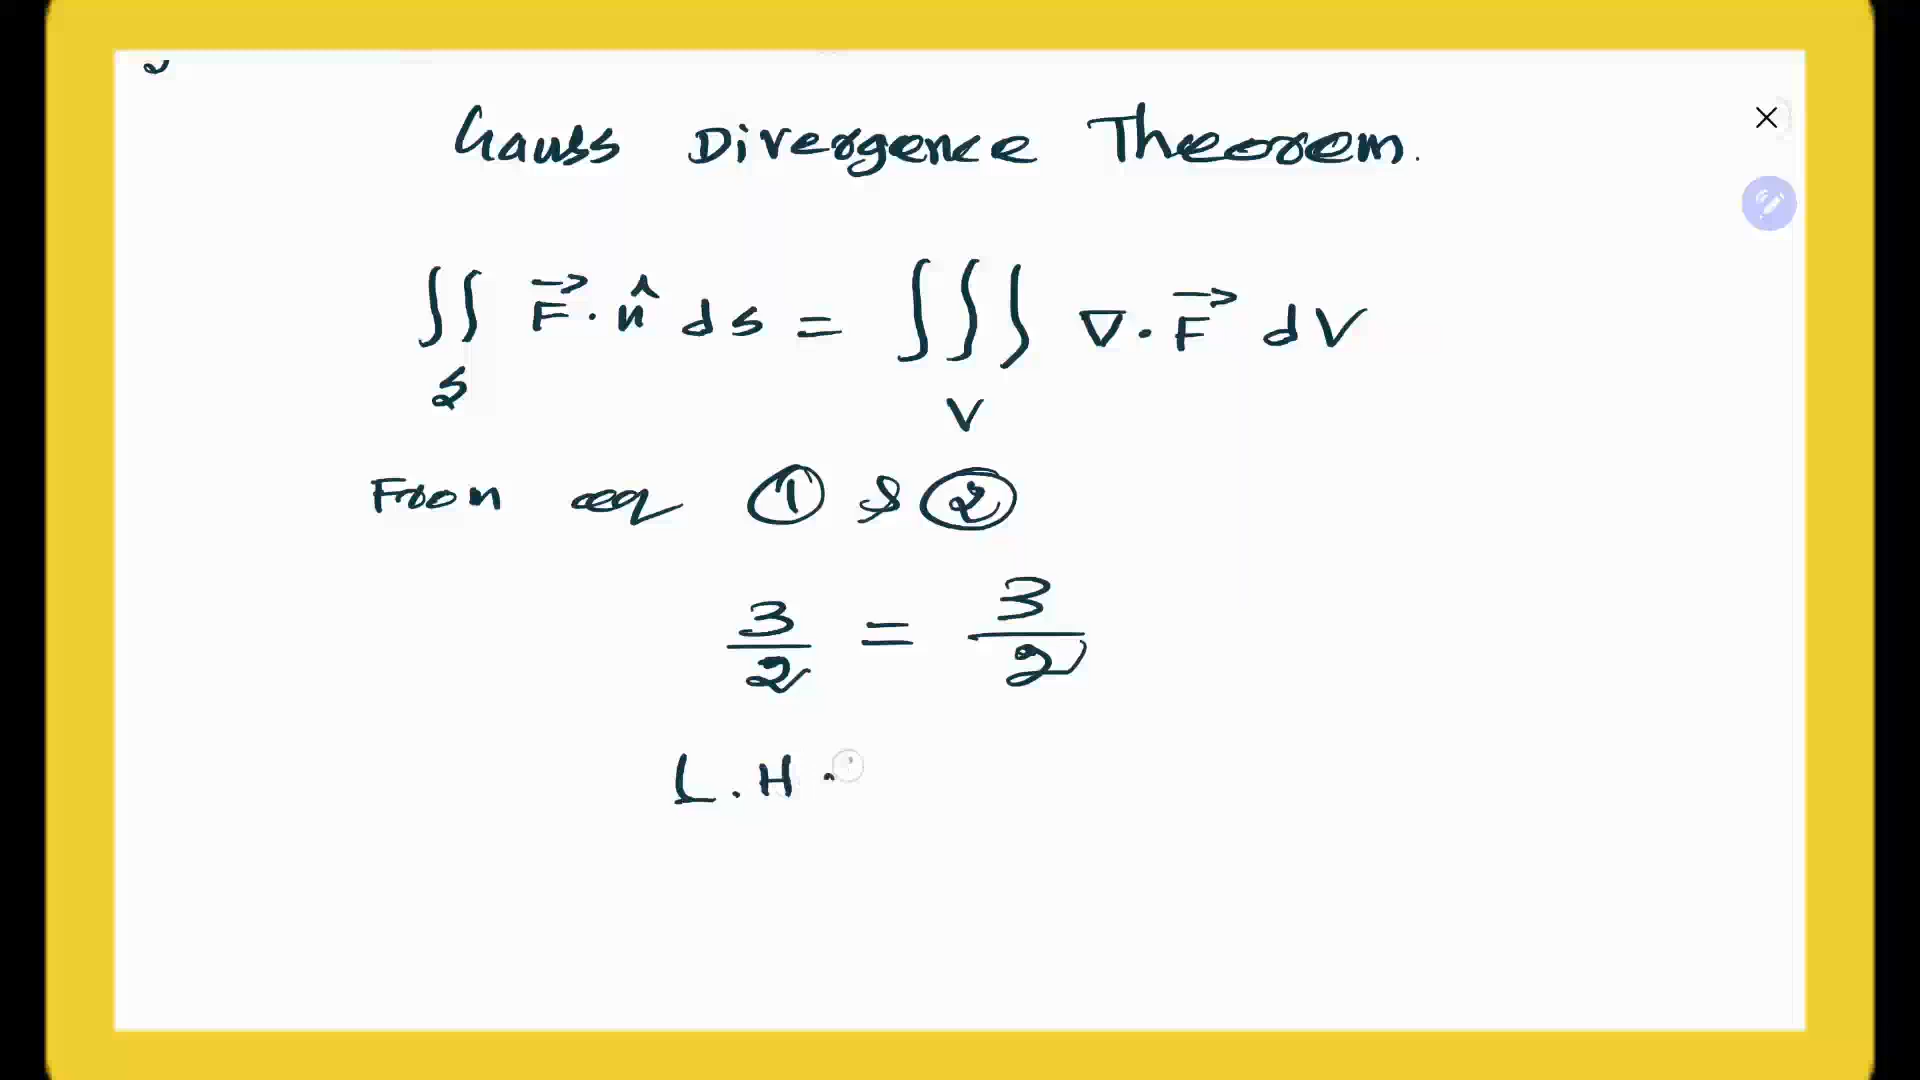 Gauss Divergence Theorem.
∬ F⃗ · n̂ ds = ∭ ∇ · F⃗ dV
S V
From eq ① & ②
3/2 = 3/2
L.H.